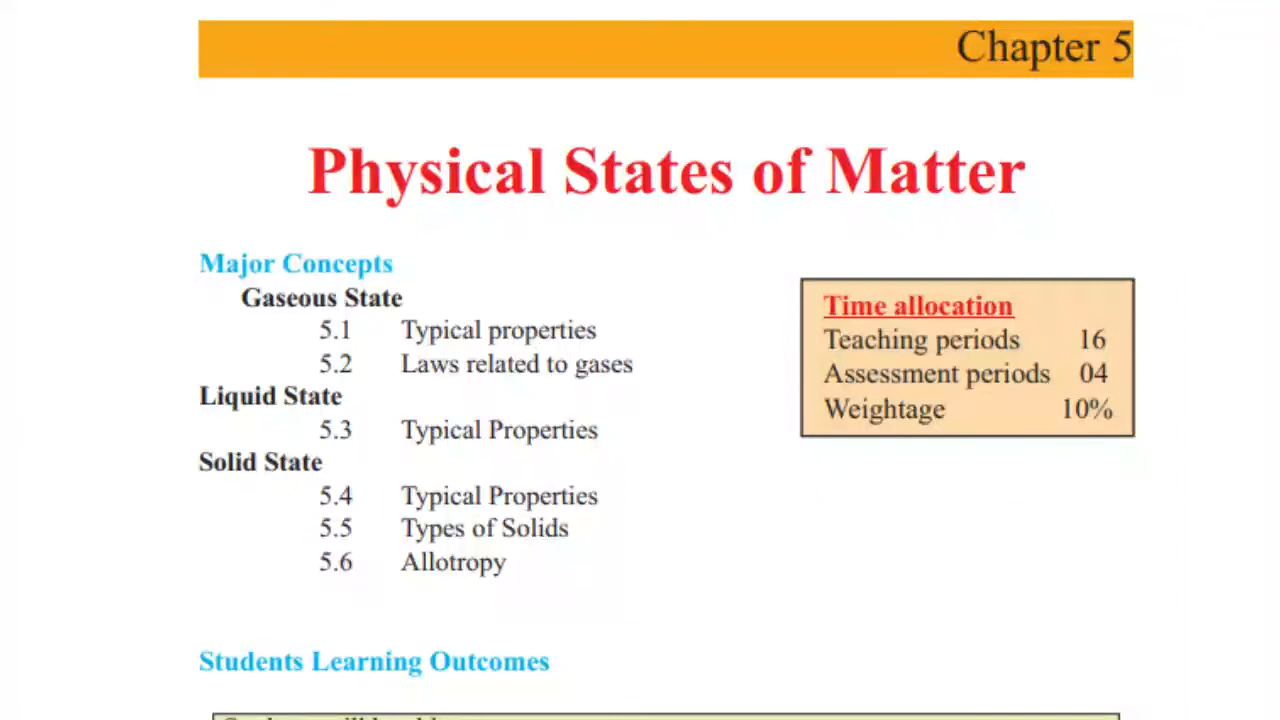 Chapter 5
Physical States of Matter
Major Concepts
Gaseous State
5.1 Typical properties
5.2 Laws related to gases
Liquid State
5.3 Typical Properties
Solid State
5.4 Typical Properties
5.5 Types of Solids
5.6 Allotropy
Time allocation
Teaching periods 16
Assessment periods 04
Weightage 10%
Students Learning Outcomes